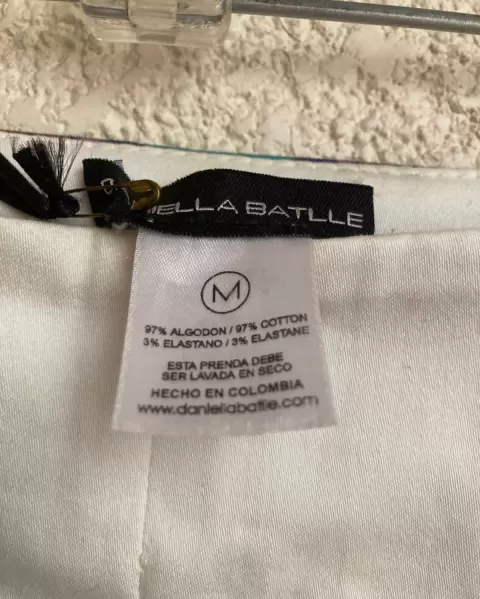 BATLLE
M
97% ALGODON / 97% COTTON
3% ELASTANO / 3% ELASTANE
ESTA PRENDA DEBE
SER LAVADA EN SECO
HECHO EN COLOMBIA
www.daniellabatlle.com